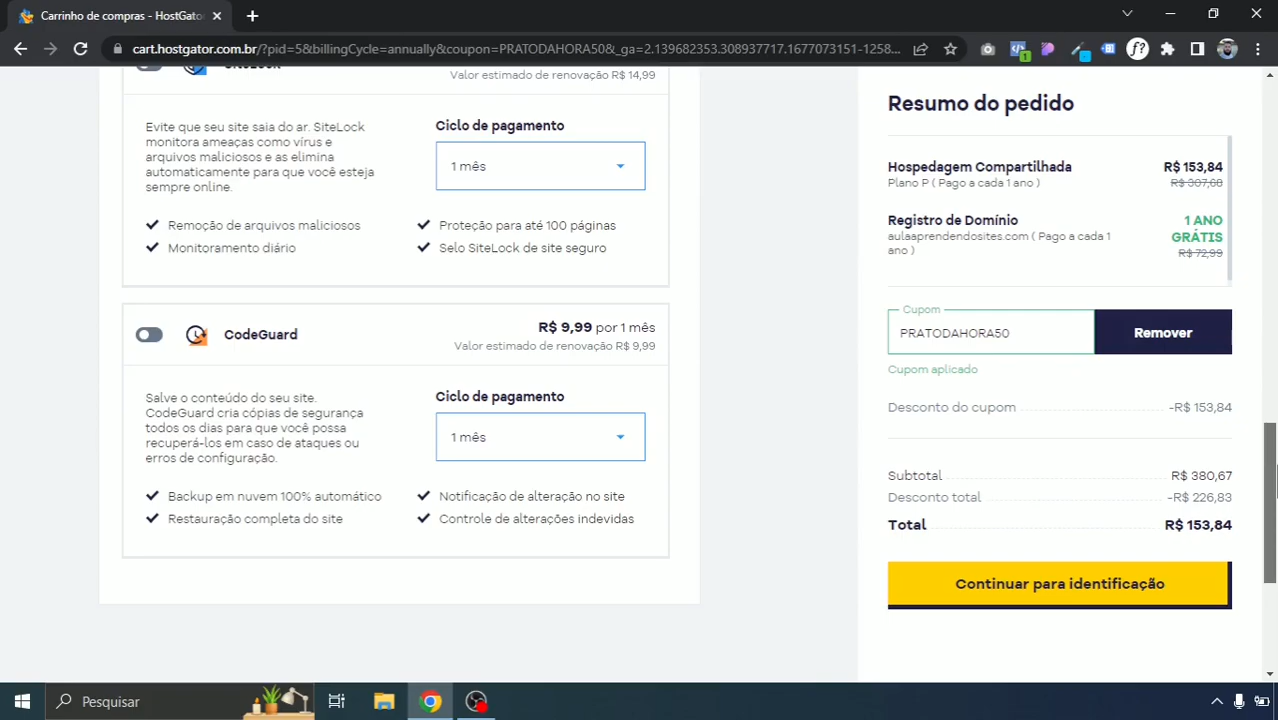 Carrinho de compras - HostGato
cart.hostgator.com.br/?pid=5&billingCycle=annually&coupon=PRATODAHORA50&_ga=2.139682353.308937717.1677073151-1258...
SiteLock
Valor estimado de renovação R$ 14,99
Evite que seu site saia do ar. SiteLock
monitora ameaças como vírus e
arquivos maliciosos e as elimina
automaticamente para que você esteja
sempre online.
Ciclo de pagamento
1 mês
Remoção de arquivos maliciosos
Proteção para até 100 páginas
Monitoramento diário
Selo SiteLock de site seguro
CodeGuard
R$ 9,99 por 1 mês
Valor estimado de renovação R$ 9,99
Salve o conteúdo do seu site.
CodeGuard cria cópias de segurança
todos os dias para que você possa
recuperá-los em caso de ataques ou
erros de configuração.
Ciclo de pagamento
1 mês
Backup em nuvem 100% automático
Notificação de alteração no site
Restauração completa do site
Controle de alterações indevidas
Resumo do pedido
Hospedagem Compartilhada
R$ 153,84
Plano P ( Pago a cada 1 ano )
R$ 307,68
Registro de Domínio
1 ANO
GRÁTIS
aulaaprendendosites.com ( Pago a cada 1
ano )
R$ 72,99
Cupom
PRATODAHORA50
Remover
Cupom aplicado
Desconto do cupom
-R$ 153,84
Subtotal
R$ 380,67
Desconto total
-R$ 226,83
Total
R$ 153,84
Continuar para identificação
Pesquisar
f?
1